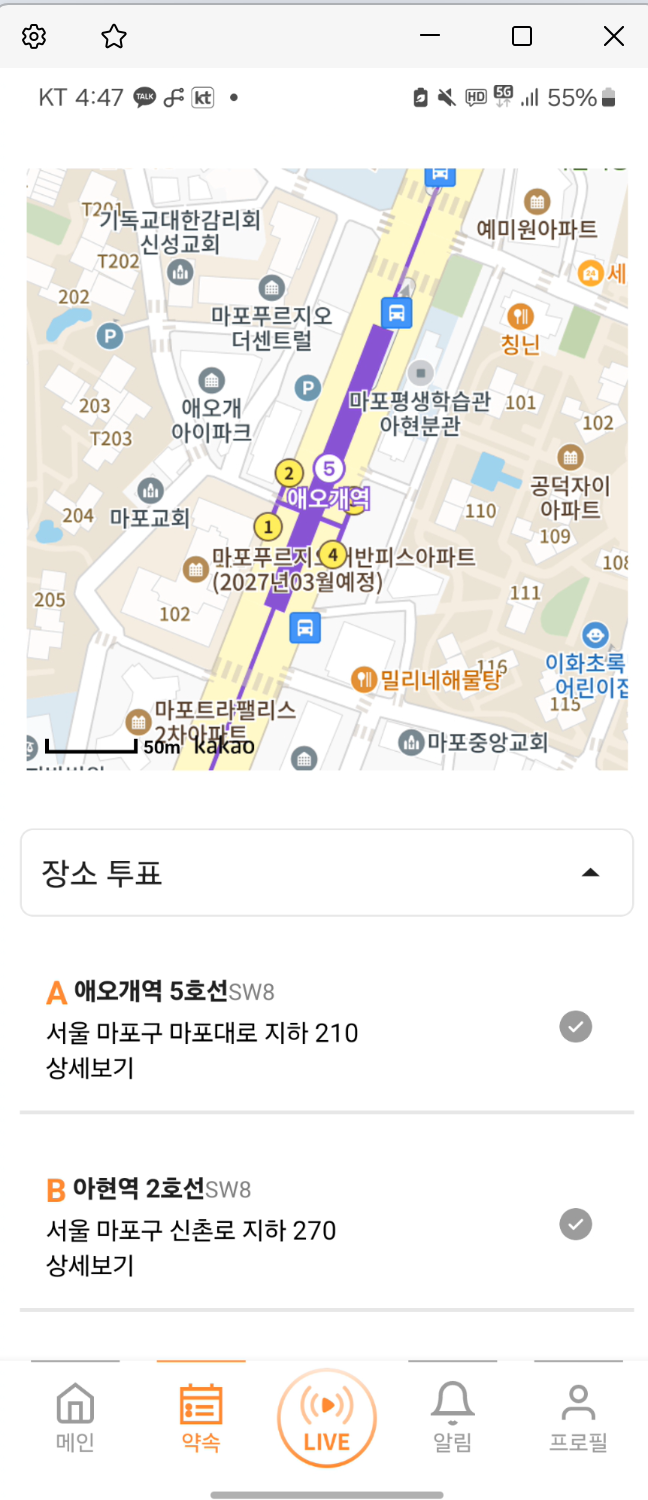 KT 4:47 TALK kt
HD 5G 55%
T201
기독교대한감리회
신성교회
예미원아파트
T202
24 세
202
P
마포푸르지오
더센트럴
칭닌
203
애오개
아이파크
P
마포평생학습관
아현분관
101
102
T203
2
5
애오개역
공덕자이
아파트
204
마포교회
1
110
109
마포푸르지오 4 어반피스아파트
(2027년03월예정)
108
205
102
111
밀리네해물탕
116
이화초록
어린이집
115
마포트라팰리스
2차아파트
50m kakao
마포중앙교회
장소 투표
A 애오개역 5호선SW8
서울 마포구 마포대로 지하 210
상세보기
B 아현역 2호선SW8
서울 마포구 신촌로 지하 270
상세보기
메인
약속
LIVE
알림
프로필